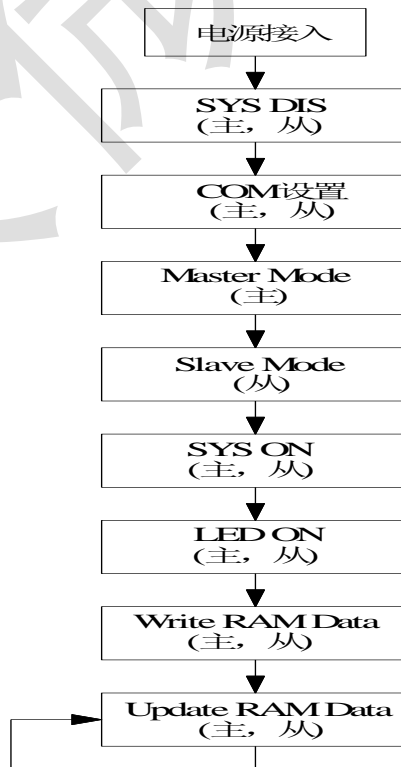 电源接入
SYS DIS
(主，从)
COM设置
(主，从)
Master Mode
(主)
Slave Mode
(从)
SYS ON
(主，从)
LED ON
(主，从)
Write RAM Data
(主，从)
Update RAM Data
(主，从)